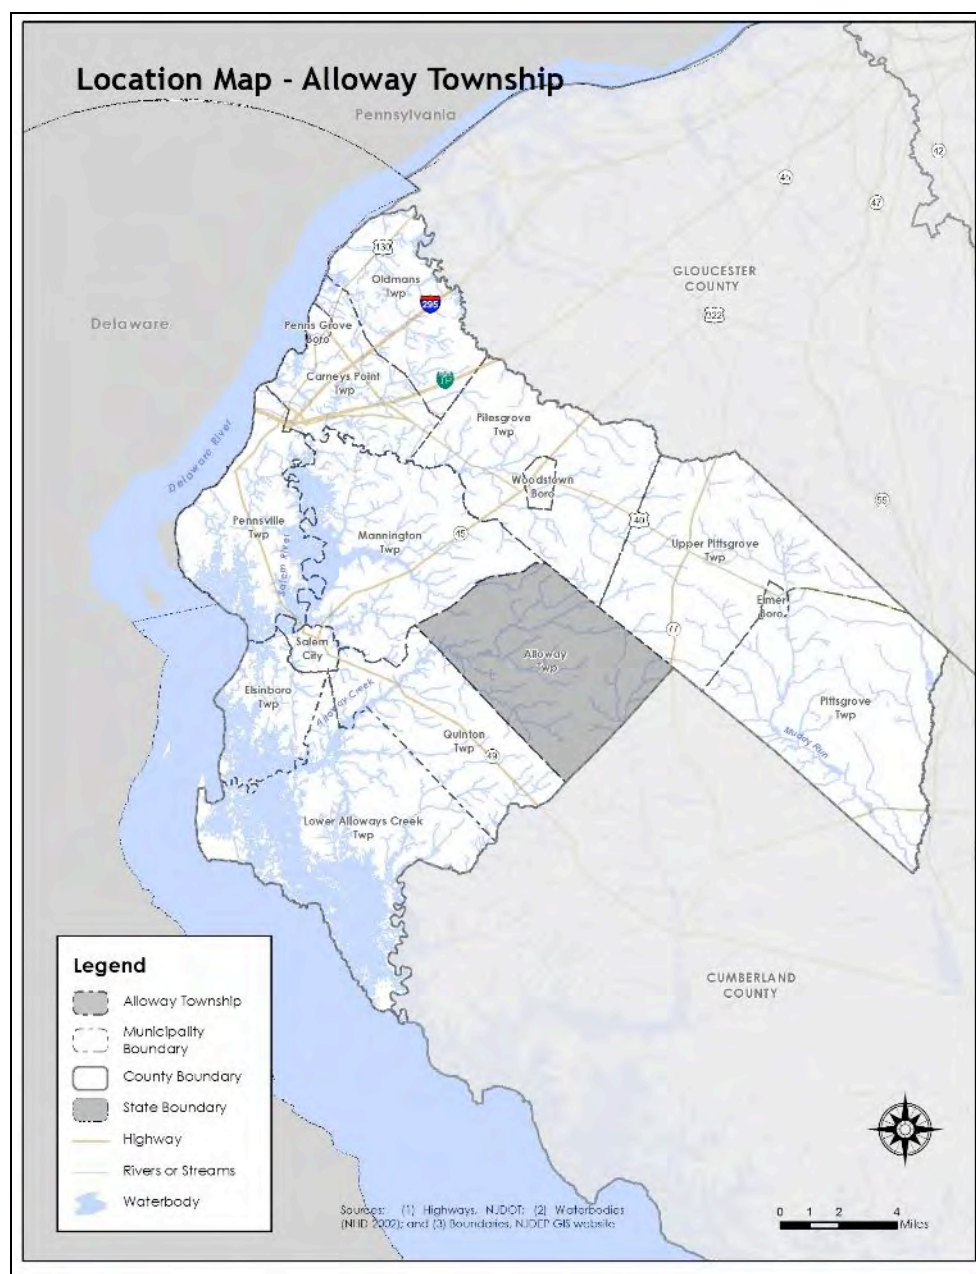 Location Map - Alloway Township
Pennsylvania
42
45
47
130
Oldmans
Twp
GLOUCESTER
COUNTY
295
322
Delaware
Penns Grove
Boro
Carneys Point
Twp
TP
Pilesgrove
Twp
Delaware River
Woodstown
Boro
55
Pennsville
Twp
Mannington
Twp
45
40
Upper Pittsgrove
Twp
Salem River
Elmer
Boro
77
Salem
City
Alloway
Twp
Elsinboro
Twp
Alloway Creek
Pittsgrove
Twp
Quinton
Twp
49
Muddy Run
Lower Alloways Creek
Twp
CUMBERLAND
COUNTY
Legend
Alloway Township
Municipality
Boundary
County Boundary
State Boundary
Highway
Rivers or Streams
Waterbody
Sources: (1) Highways, NJDOT; (2) Waterbodies
(NHD 2002); and (3) Boundaries, NJDEP GIS website
0 1 2 4
Miles